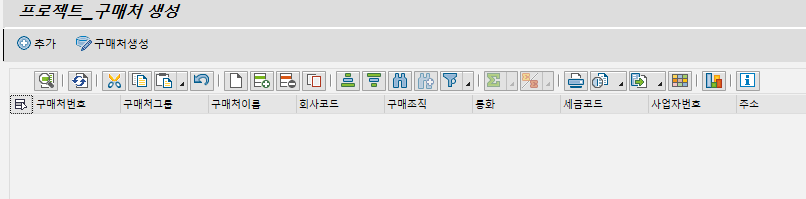 프로젝트_구매처 생성
추가 구매처생성
구매처번호 구매처그룹 구매처이름 회사코드 구매조직 통화 세금코드 사업자번호 주소